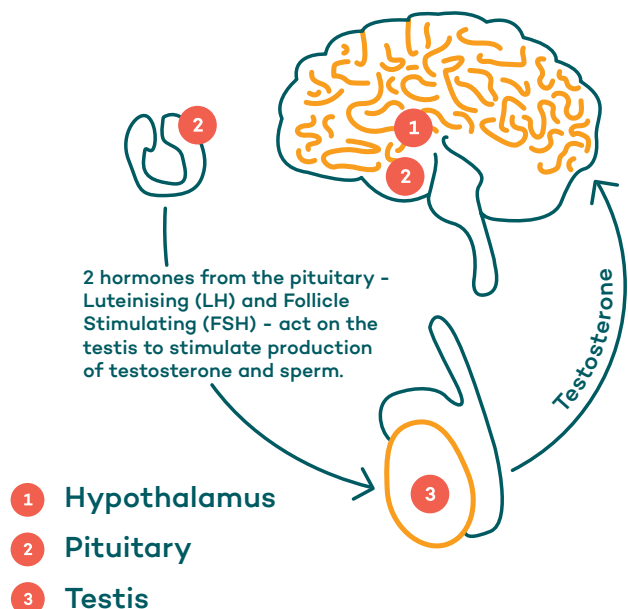 2
1
2
2 hormones from the pituitary -
Luteinising (LH) and Follicle
Stimulating (FSH) - act on the
testis to stimulate production
of testosterone and sperm.
Testosterone
3
1 Hypothalamus
2 Pituitary
3 Testis